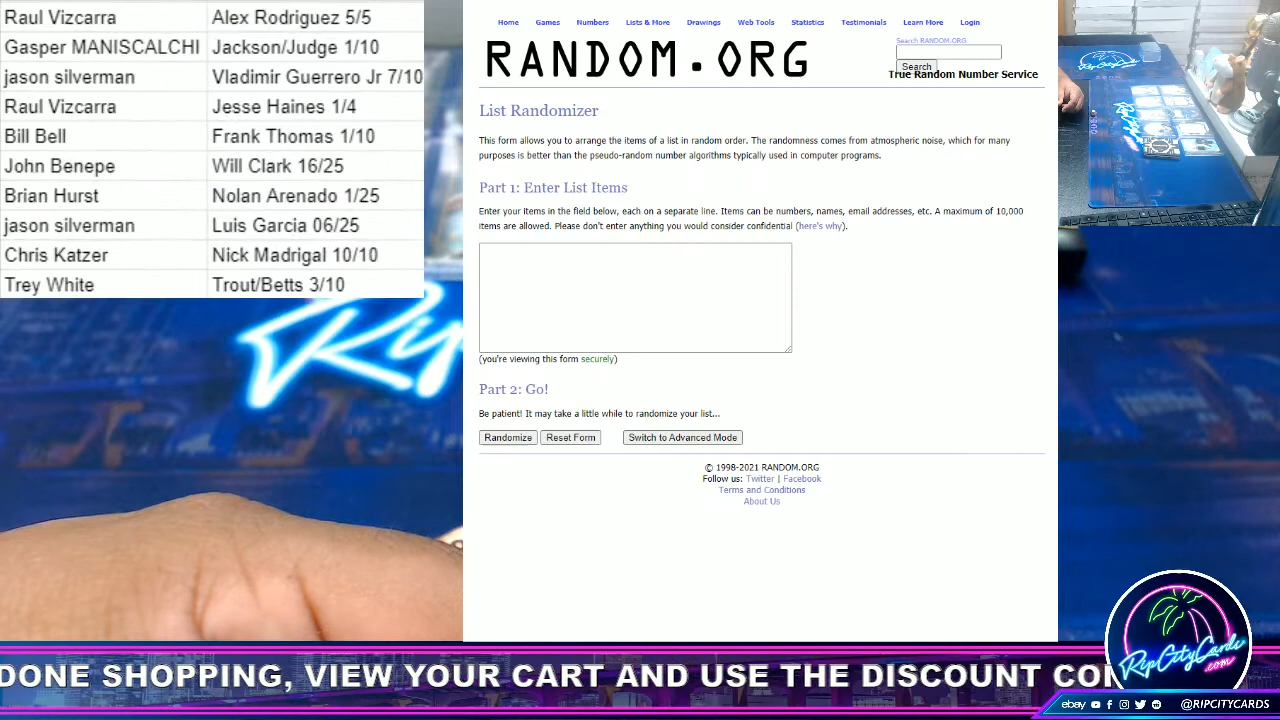 Raul Vizcarra Alex Rodriguez 5/5
Gasper MANISCALCHI Jackson/Judge 1/10
jason silverman Vladimir Guerrero Jr 7/10
Raul Vizcarra Jesse Haines 1/4
Bill Bell Frank Thomas 1/10
John Benepe Will Clark 16/25
Brian Hurst Nolan Arenado 1/25
jason silverman Luis Garcia 06/25
Chris Katzer Nick Madrigal 10/10
Trey White Trout/Betts 3/10
Home Games Numbers Lists & More Drawings Web Tools Statistics Testimonials Learn More Login
RANDOM.ORG
Search RANDOM.ORG
Search
True Random Number Service
List Randomizer
This form allows you to arrange the items of a list in random order. The randomness comes from atmospheric noise, which for many
purposes is better than the pseudo-random number algorithms typically used in computer programs.
Part 1: Enter List Items
Enter your items in the field below, each on a separate line. Items can be numbers, names, email addresses, etc. A maximum of 10,000
items are allowed. Please don't enter anything you would consider confidential (here's why).
(you're viewing this form securely)
Part 2: Go!
Be patient! It may take a little while to randomize your list...
Randomize Reset Form Switch to Advanced Mode
© 1998-2021 RANDOM.ORG
Follow us: Twitter | Facebook
Terms and Conditions
About Us
DONE SHOPPING, VIEW YOUR CART AND USE THE DISCOUNT CO
RipCityCards
.com
ebay @RIPCITYCARDS